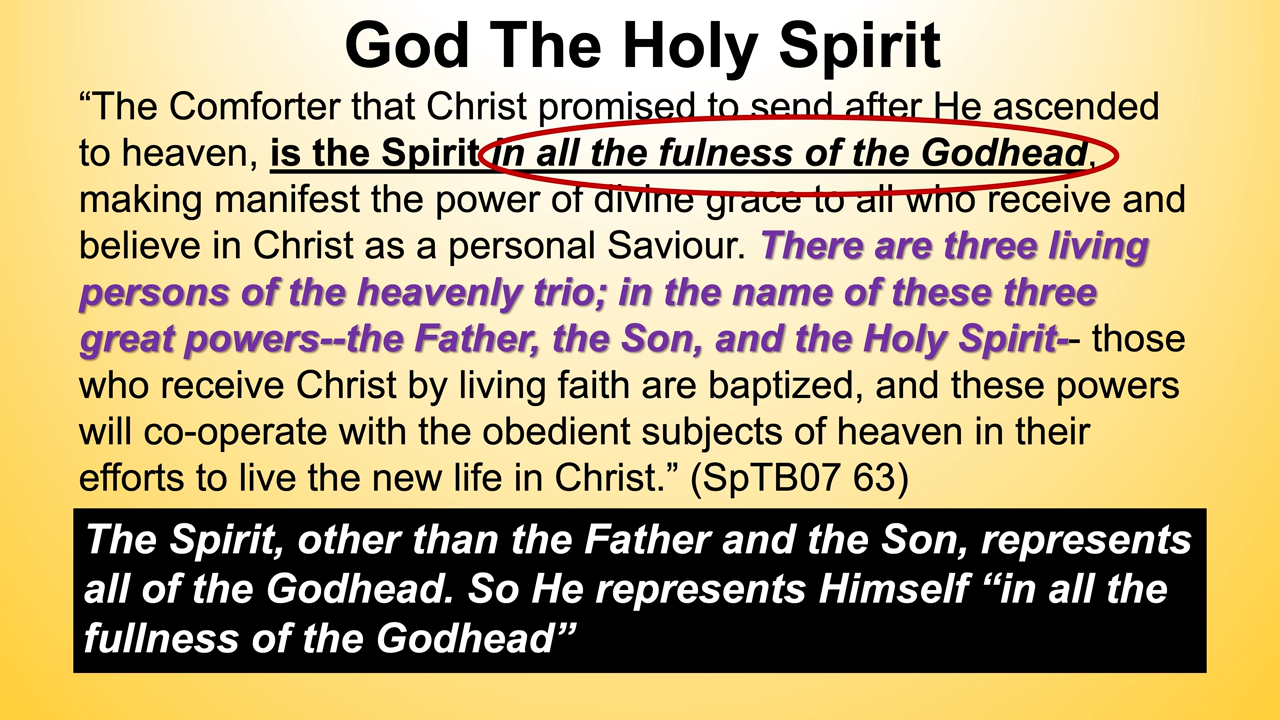 God The Holy Spirit
“The Comforter that Christ promised to send after He ascended
to heaven, is the Spirit in all the fulness of the Godhead,
making manifest the power of divine grace to all who receive and
believe in Christ as a personal Saviour. There are three living
persons of the heavenly trio; in the name of these three
great powers--the Father, the Son, and the Holy Spirit-- those
who receive Christ by living faith are baptized, and these powers
will co-operate with the obedient subjects of heaven in their
efforts to live the new life in Christ.” (SpTB07 63)
The Spirit, other than the Father and the Son, represents
all of the Godhead. So He represents Himself “in all the
fullness of the Godhead”